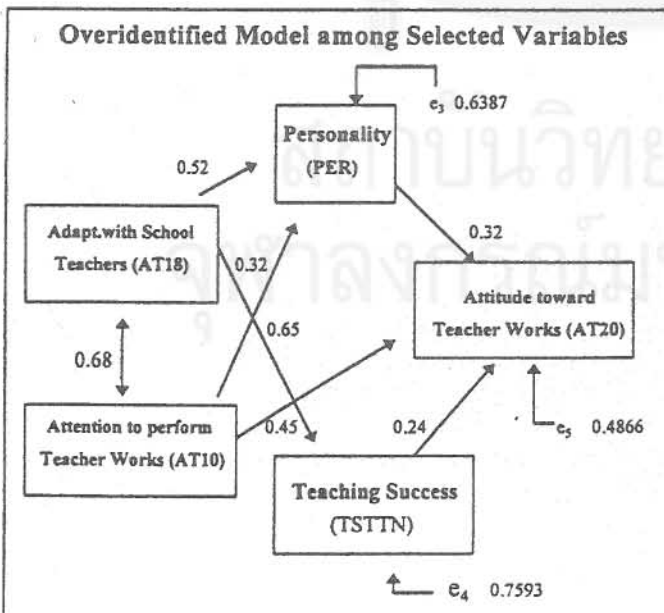 Overidentified Model among Selected Variables
e₃ 0.6387
Personality
(PER)
0.52
Adapt.with School
Teachers (AT18)
0.32
0.32
0.65
Attitude toward
Teacher Works (AT20)
0.68
Attention to perform
Teacher Works (AT10)
0.45
0.24
e₅ 0.4866
Teaching Success
(TSTTN)
e₄ 0.7593